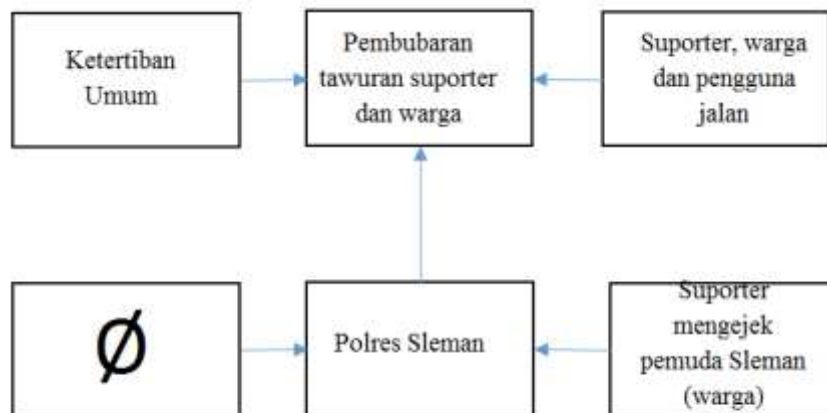 Ketertiban
Umum
Pembubaran
tawuran suporter
dan warga
Suporter, warga
dan pengguna
jalan
Ø
Polres Sleman
Suporter
mengejek
pemuda Sleman
(warga)